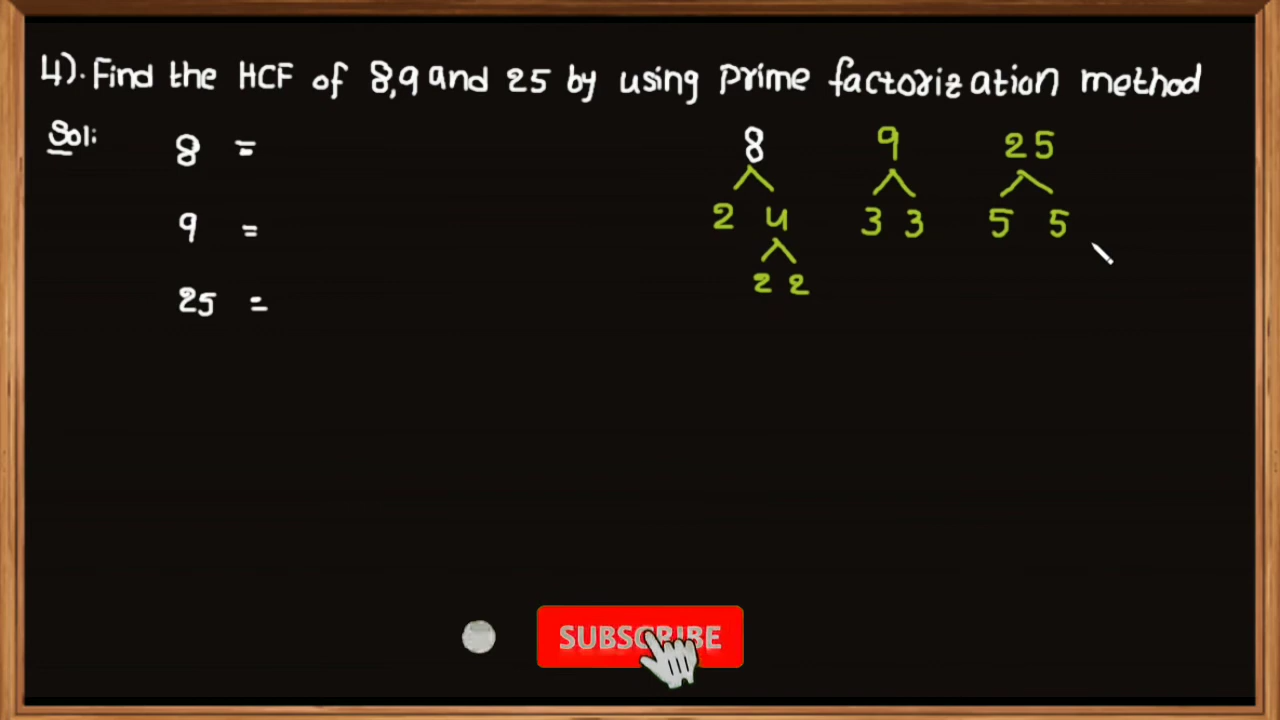 4). Find the HCF of 8,9 and 25 by using Prime factorization method
Sol:
8 =
9 =
25 =
8 9 25
2 4 3 3 5 5
2 2
SUBSCRIBE